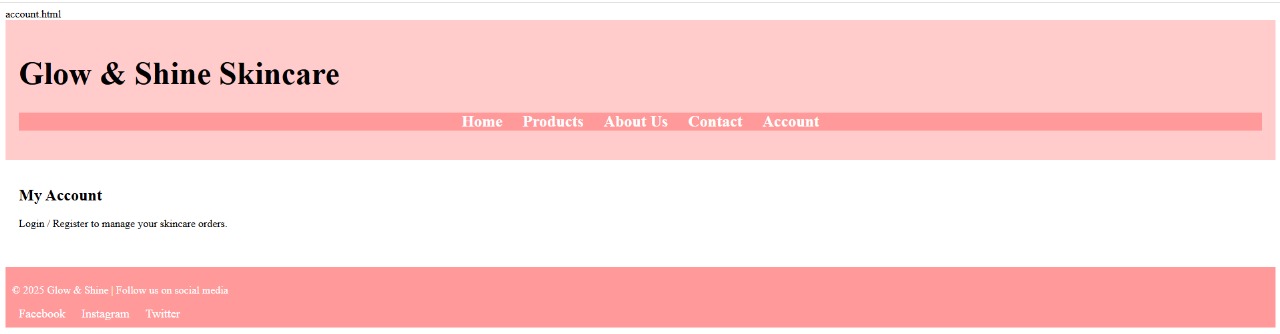 account.html
Glow & Shine Skincare
Home Products About Us Contact Account
My Account
Login / Register to manage your skincare orders.
© 2025 Glow & Shine | Follow us on social media
Facebook Instagram Twitter